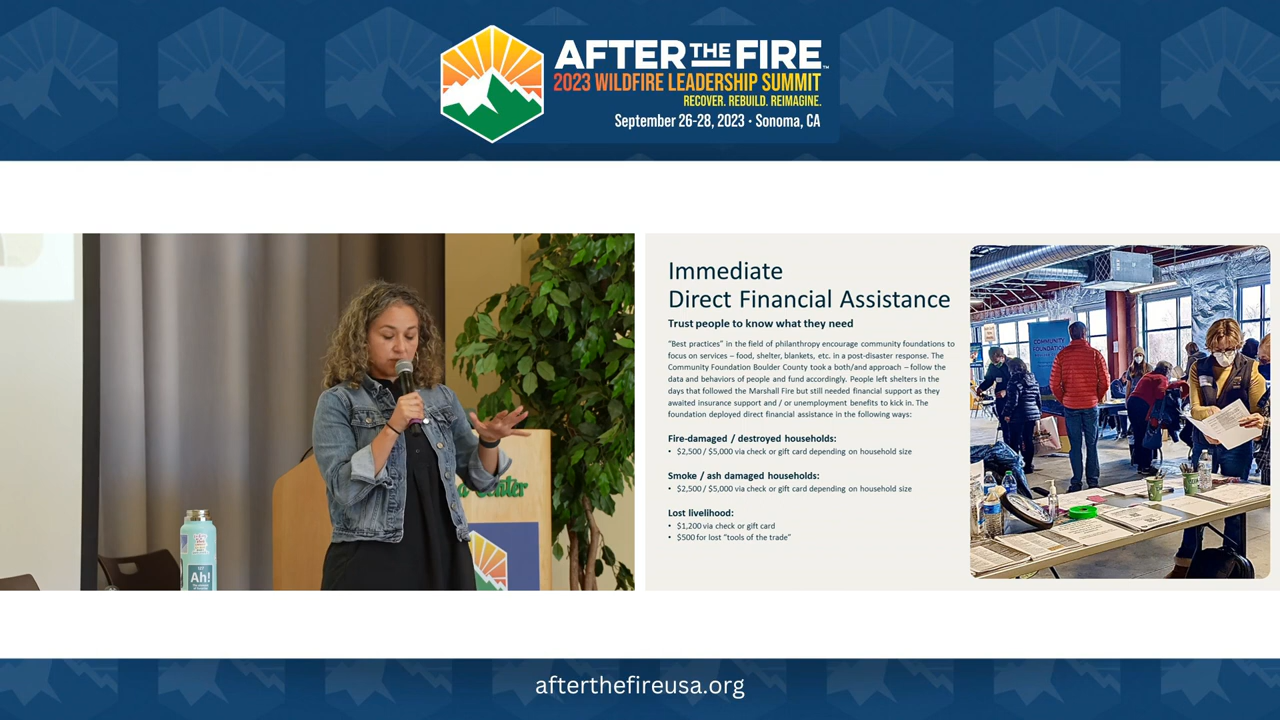 AFTER THE FIRE™
2023 WILDFIRE LEADERSHIP SUMMIT
RECOVER. REBUILD. REIMAGINE.
September 26-28, 2023 • Sonoma, CA
Center
Ah!
Immediate
Direct Financial Assistance
Trust people to know what they need
“Best practices” in the field of philanthropy encourage community foundations to
focus on services – food, shelter, blankets, etc. in a post-disaster response. The
Community Foundation Boulder County took a both/and approach – follow the
data and behaviors of people and fund accordingly. People left shelters in the
days that followed the Marshall Fire but still needed financial support as they
awaited insurance support and / or unemployment benefits to kick in. The
foundation deployed direct financial assistance in the following ways:
Fire-damaged / destroyed households:
• $2,500 / $5,000 via check or gift card depending on household size
Smoke / ash damaged households:
• $2,500 / $5,000 via check or gift card depending on household size
Lost livelihood:
• $1,200 via check or gift card
• $500 for lost “tools of the trade”
COMMUNITY
FOUNDATION
afterthefireusa.org